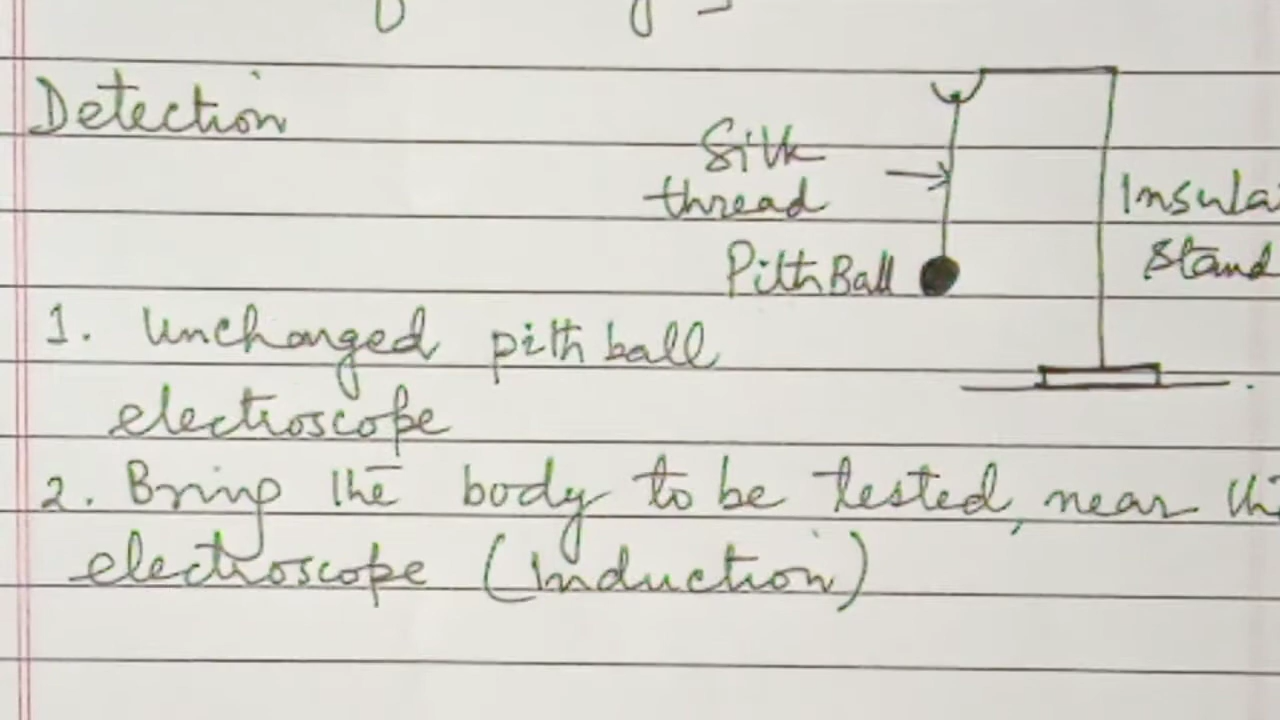 Detection
Silk
thread
Insula
Stand
Pith Ball
1. Uncharged pith ball
electroscope
2. Bring the body to be tested, near th
electroscope (Induction)